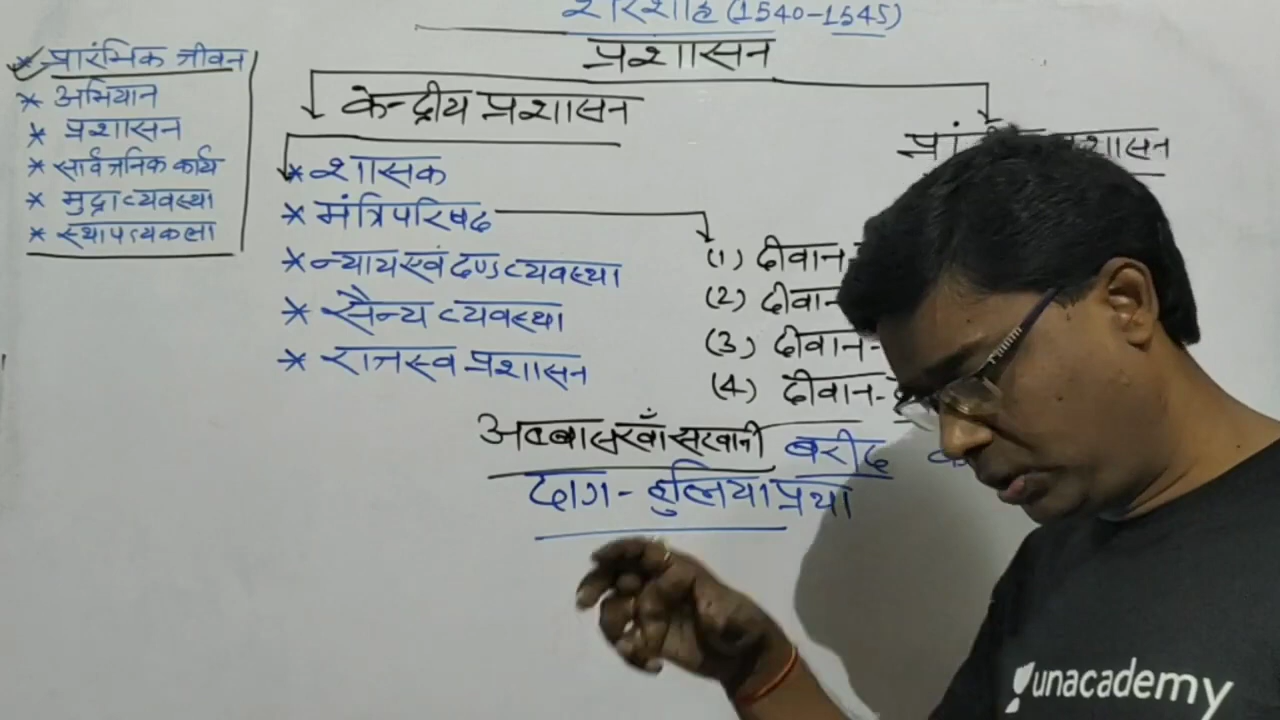 शेरशाह (1540-1545)
प्रशासन
* प्रारंभिक जीवन
* अभियान
* प्रशासन
* सार्वजनिक कार्य
* मुद्रा व्यवस्था
* स्थापत्यकला
केन्द्रीय प्रशासन
* शासक
* मंत्रिपरिषद
* न्याय एवं दण्ड व्यवस्था
* सैन्य व्यवस्था
* राजस्व प्रशासन
(1) दीवान-
(2) दीवान-
(3) दीवान-
(4) दीवान-
अब्बास खाँ सरवानी
बरीद
दाग - हुलिया प्रथा
unacademy